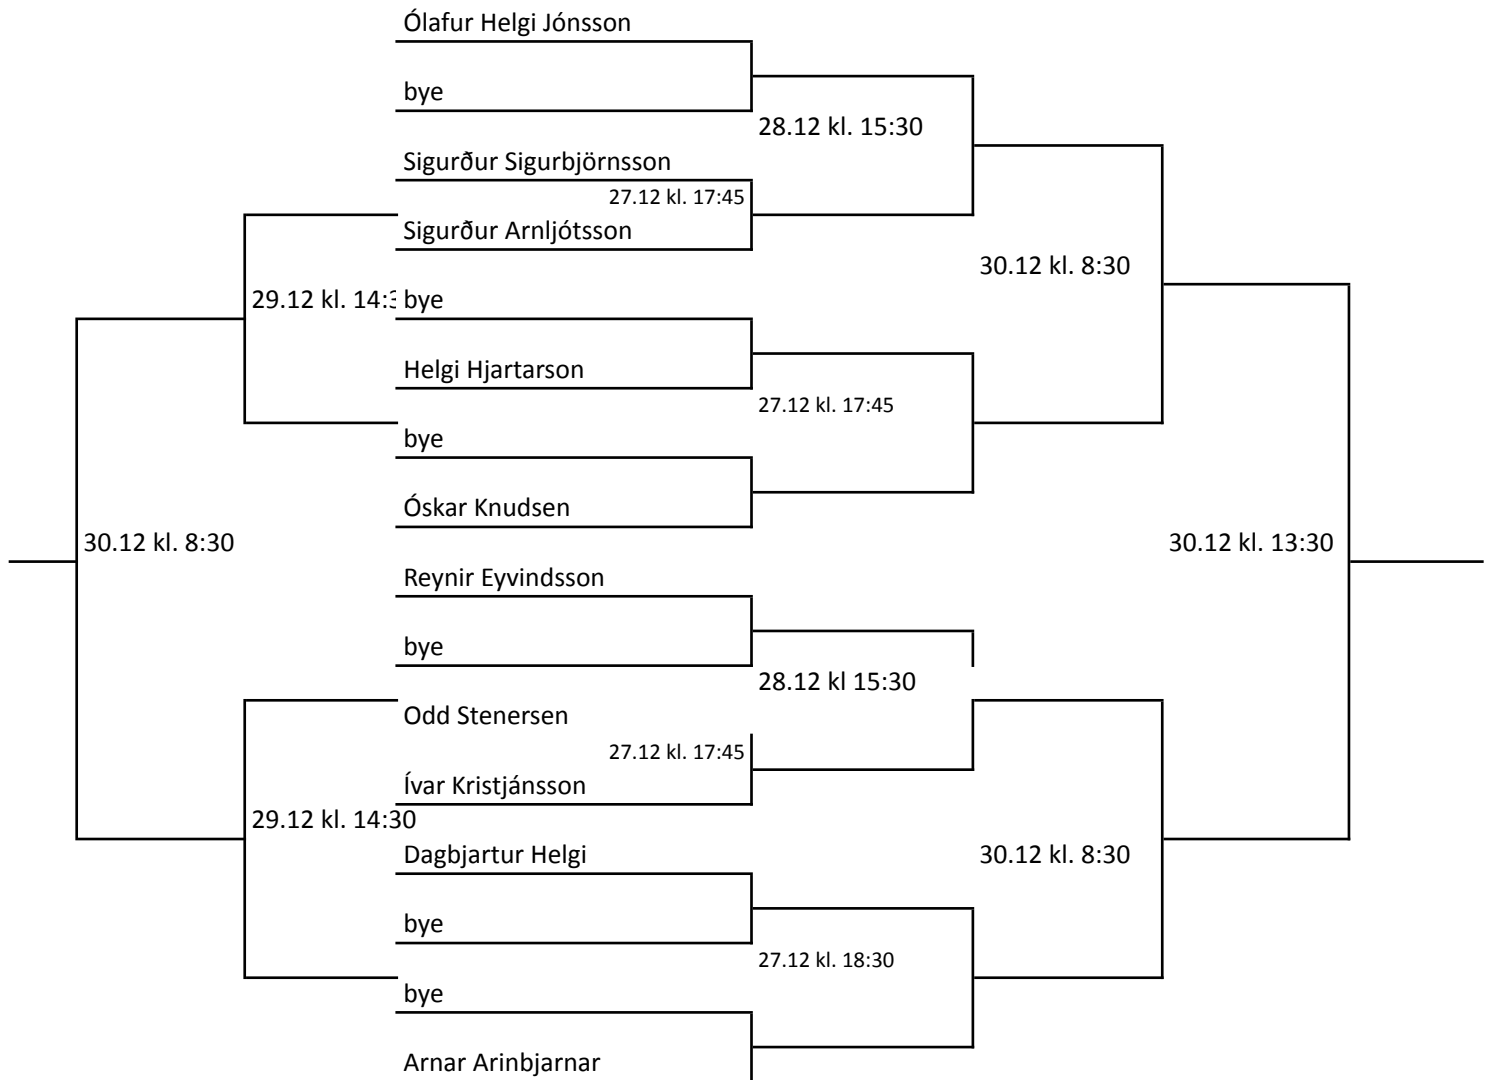 Ólafur Helgi Jónsson
bye
28.12 kl. 15:30
Sigurður Sigurbjörnsson
27.12 kl. 17:45
Sigurður Arnljótsson
30.12 kl. 8:30
29.12 kl. 14:3
bye
Helgi Hjartarson
27.12 kl. 17:45
bye
Óskar Knudsen
30.12 kl. 8:30
30.12 kl. 13:30
Reynir Eyvindsson
bye
28.12 kl 15:30
Odd Stenersen
27.12 kl. 17:45
Ívar Kristjánsson
29.12 kl. 14:30
Dagbjartur Helgi
30.12 kl. 8:30
bye
27.12 kl. 18:30
bye
Arnar Arinbjarnar